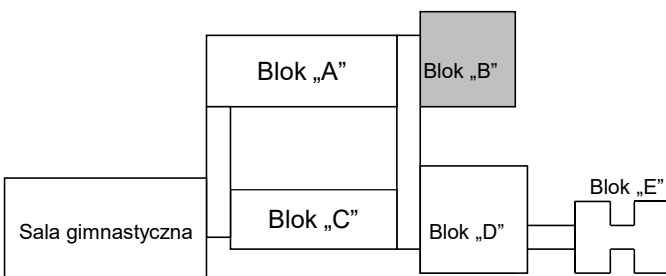 Blok „A”
Blok „B”
Blok „E”
Sala gimnastyczna
Blok „C”
Blok „D”